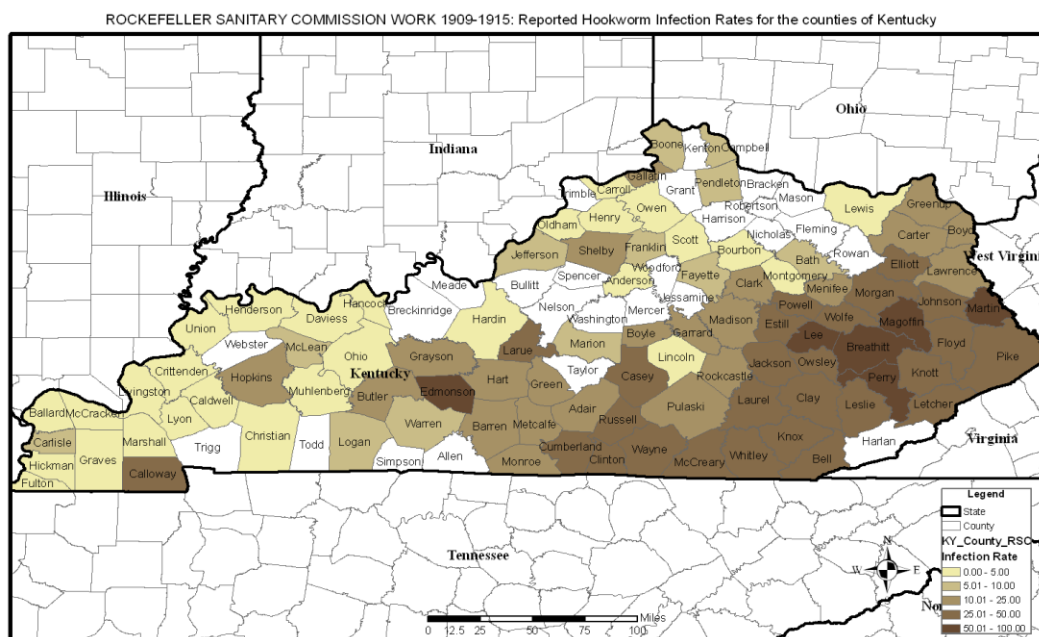 ROCKEFELLER SANITARY COMMISSION WORK 1909-1915: Reported Hookworm Infection Rates for the counties of Kentucky
Ohio
Indiana
Illinois
Boone
Kenton
Campbell
Gallatin
Grant
Pendleton
Bracken
Mason
Carroll
Owen
Robertson
Lewis
Greenup
Henry
Harrison
Fleming
Oldham
Nicholas
Carter
Scott
Rowan
Shelby
Franklin
Bourbon
West Virgini
Jefferson
Bath
Elliott
Woodford
Fayette
Montgomery
Lawrence
Meade
Spencer
Anderson
Clark
Menifee
Bullitt
Morgan
Hancock
Nelson
Jessamine
Powell
Johnson
Martin
Henderson
Daviess
Breckinridge
Hardin
Washington
Mercer
Madison
Estill
Wolfe
Magoffin
Union
Boyle
Garrard
Lee
Webster
McLean
Larue
Marion
Breathitt
Floyd
Ohio
Grayson
Lincoln
Jackson
Owsley
Pike
Crittenden
Kentucky
Taylor
Hopkins
Hart
Green
Casey
Rockcastle
Perry
Knott
Livingston
Caldwell
Muhlenberg
Butler
Edmonson
Laurel
Clay
Leslie
Letcher
Ballard
McCracken
Lyon
Adair
Russell
Pulaski
Carlisle
Marshall
Christian
Warren
Barren
Metcalfe
Trigg
Todd
Logan
Knox
Harlan
Virginia
Hickman
Graves
Calloway
Simpson
Allen
Monroe
Cumberland
Clinton
Wayne
McCreary
Whitley
Bell
Fulton
Tennessee
Legend
State
County
KY_County_RSC
Infection Rate
0.00 - 5.00
5.01 - 10.00
10.01 - 25.00
25.01 - 50.00
50.01 - 100.00
N
W E
S
Miles
0 12.5 25 50 75 100